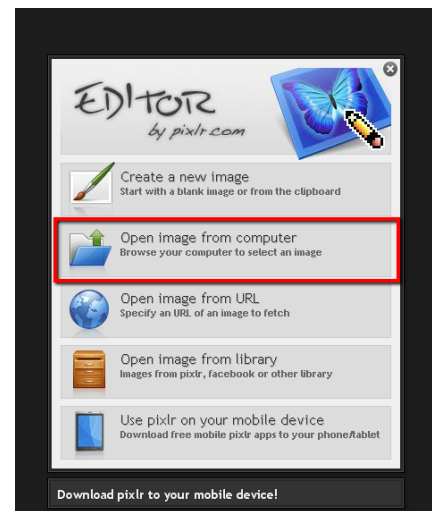 EDITOR
by pixlr.com
Create a new image
Start with a blank image or from the clipboard
Open image from computer
Browse your computer to select an image
Open image from URL
Specify an URL of an image to fetch
Open image from library
Images from pixlr, facebook or other library
Use pixlr on your mobile device
Download free mobile pixlr apps to your phone/tablet
Download pixlr to your mobile device!